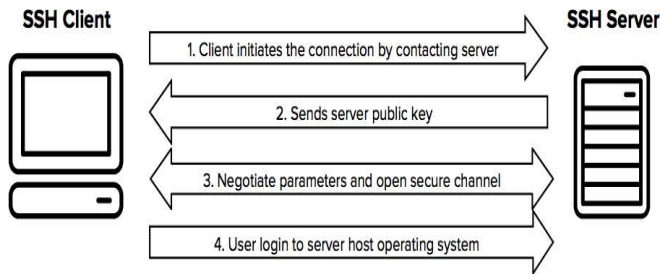 SSH Client
SSH Server
1. Client initiates the connection by contacting server
2. Sends server public key
3. Negotiate parameters and open secure channel
4. User login to server host operating system